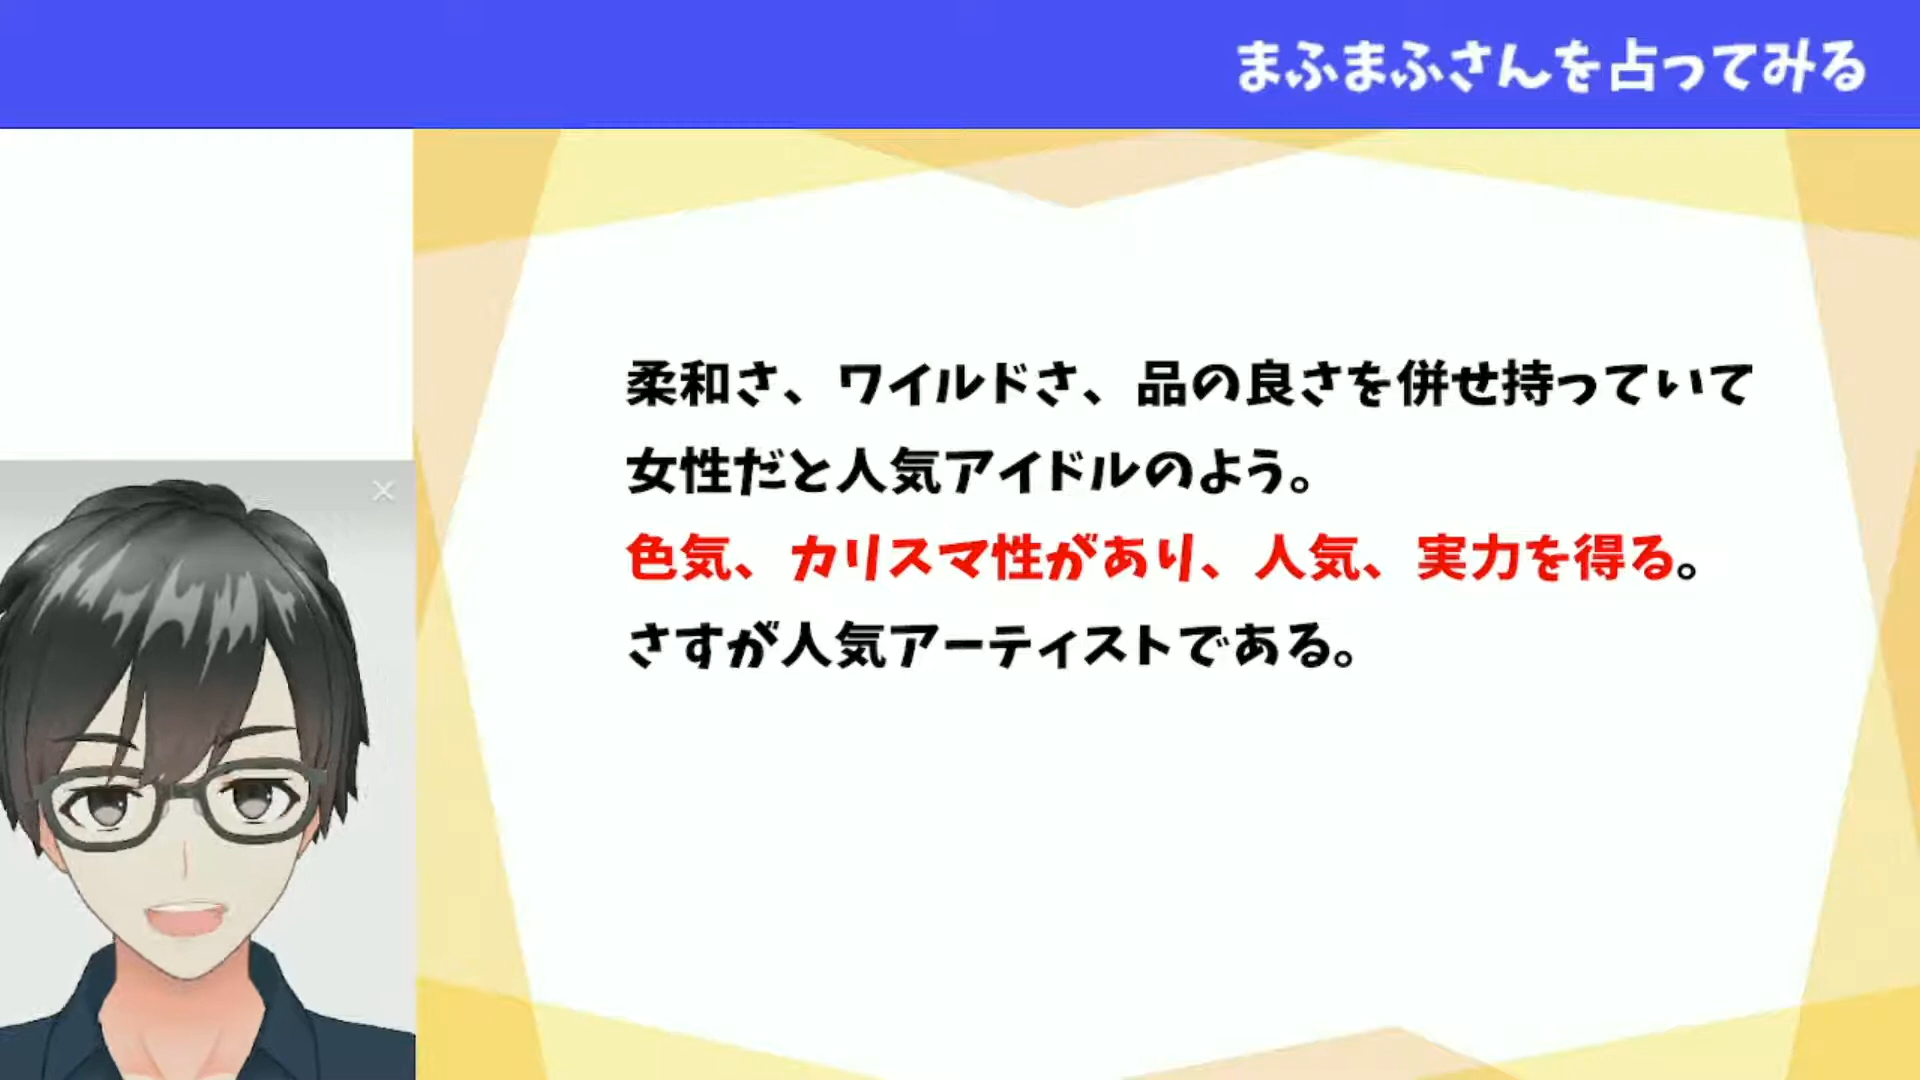 まふまふさんを占ってみる
柔和さ、ワイルドさ、品の良さを併せ持っていて
女性だと人気アイドルのよう。
色気、カリスマ性があり、人気、実力を得る。
さすが人気アーティストである。